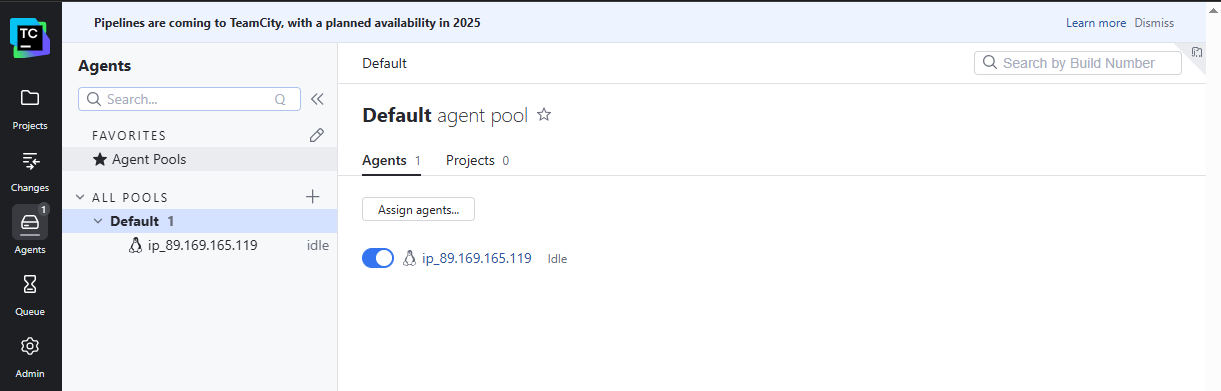 TC
Pipelines are coming to TeamCity, with a planned availability in 2025
Learn more Dismiss
Projects
Changes
1
Agents
Queue
Admin
Agents
Search... Q
FAVORITES
Agent Pools
ALL POOLS
Default 1
ip_89.169.165.119 idle
Default
Search by Build Number
Default agent pool
Agents 1 Projects 0
Assign agents...
ip_89.169.165.119 Idle